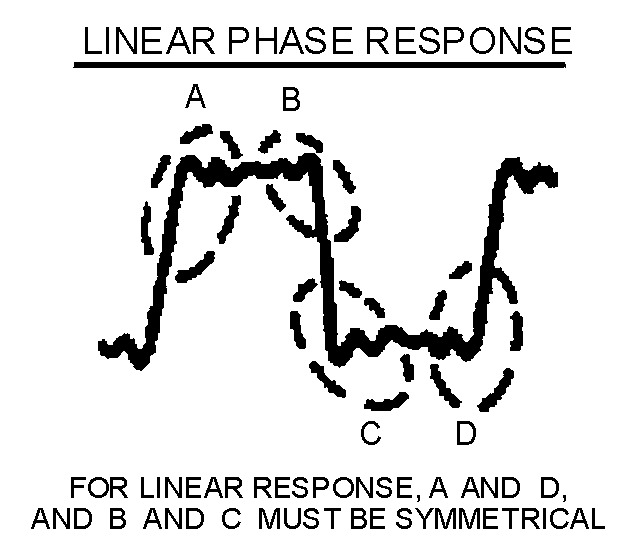 LINEAR PHASE RESPONSE
A B
C D
FOR LINEAR RESPONSE, A AND D,
AND B AND C MUST BE SYMMETRICAL